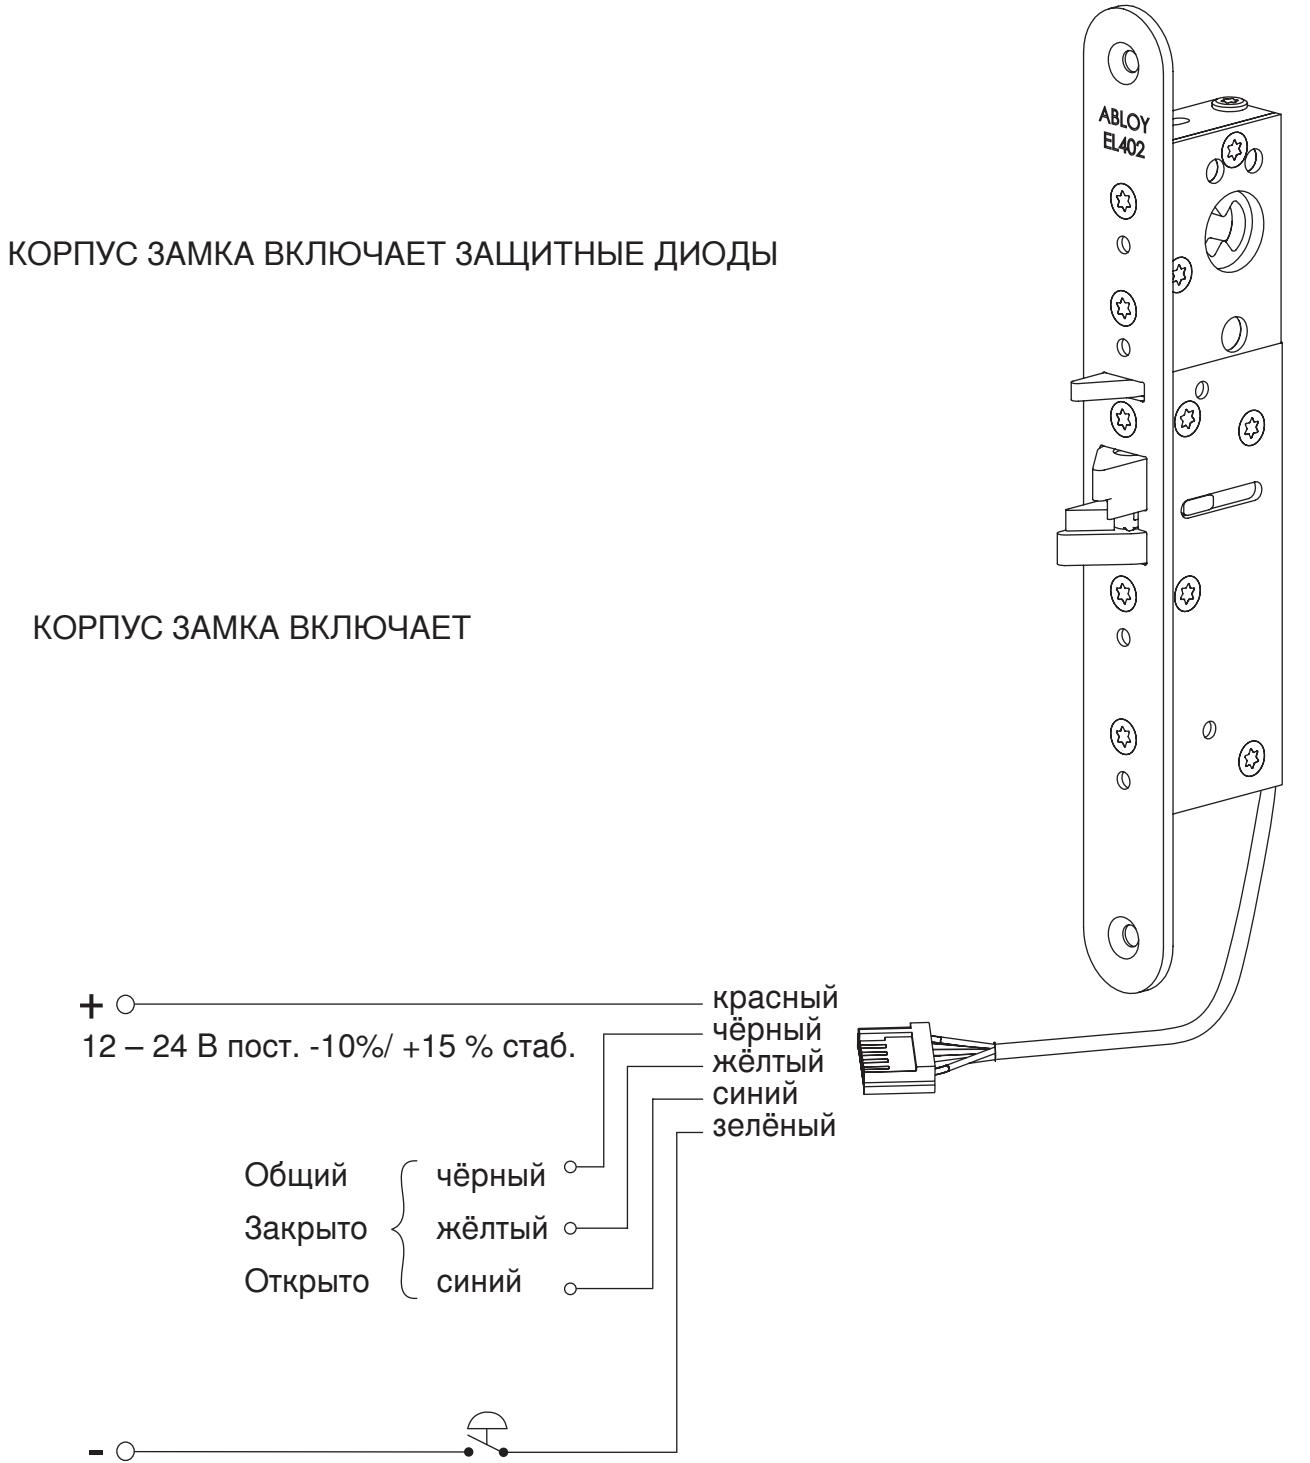 ABLOY
EL402
КОРПУС ЗАМКА ВКЛЮЧАЕТ ЗАЩИТНЫЕ ДИОДЫ
КОРПУС ЗАМКА ВКЛЮЧАЕТ
+
красный
12 – 24 В пост. -10%/ +15 % стаб.
чёрный
жёлтый
синий
зелёный
Общий чёрный
Закрыто жёлтый
Открыто синий
-